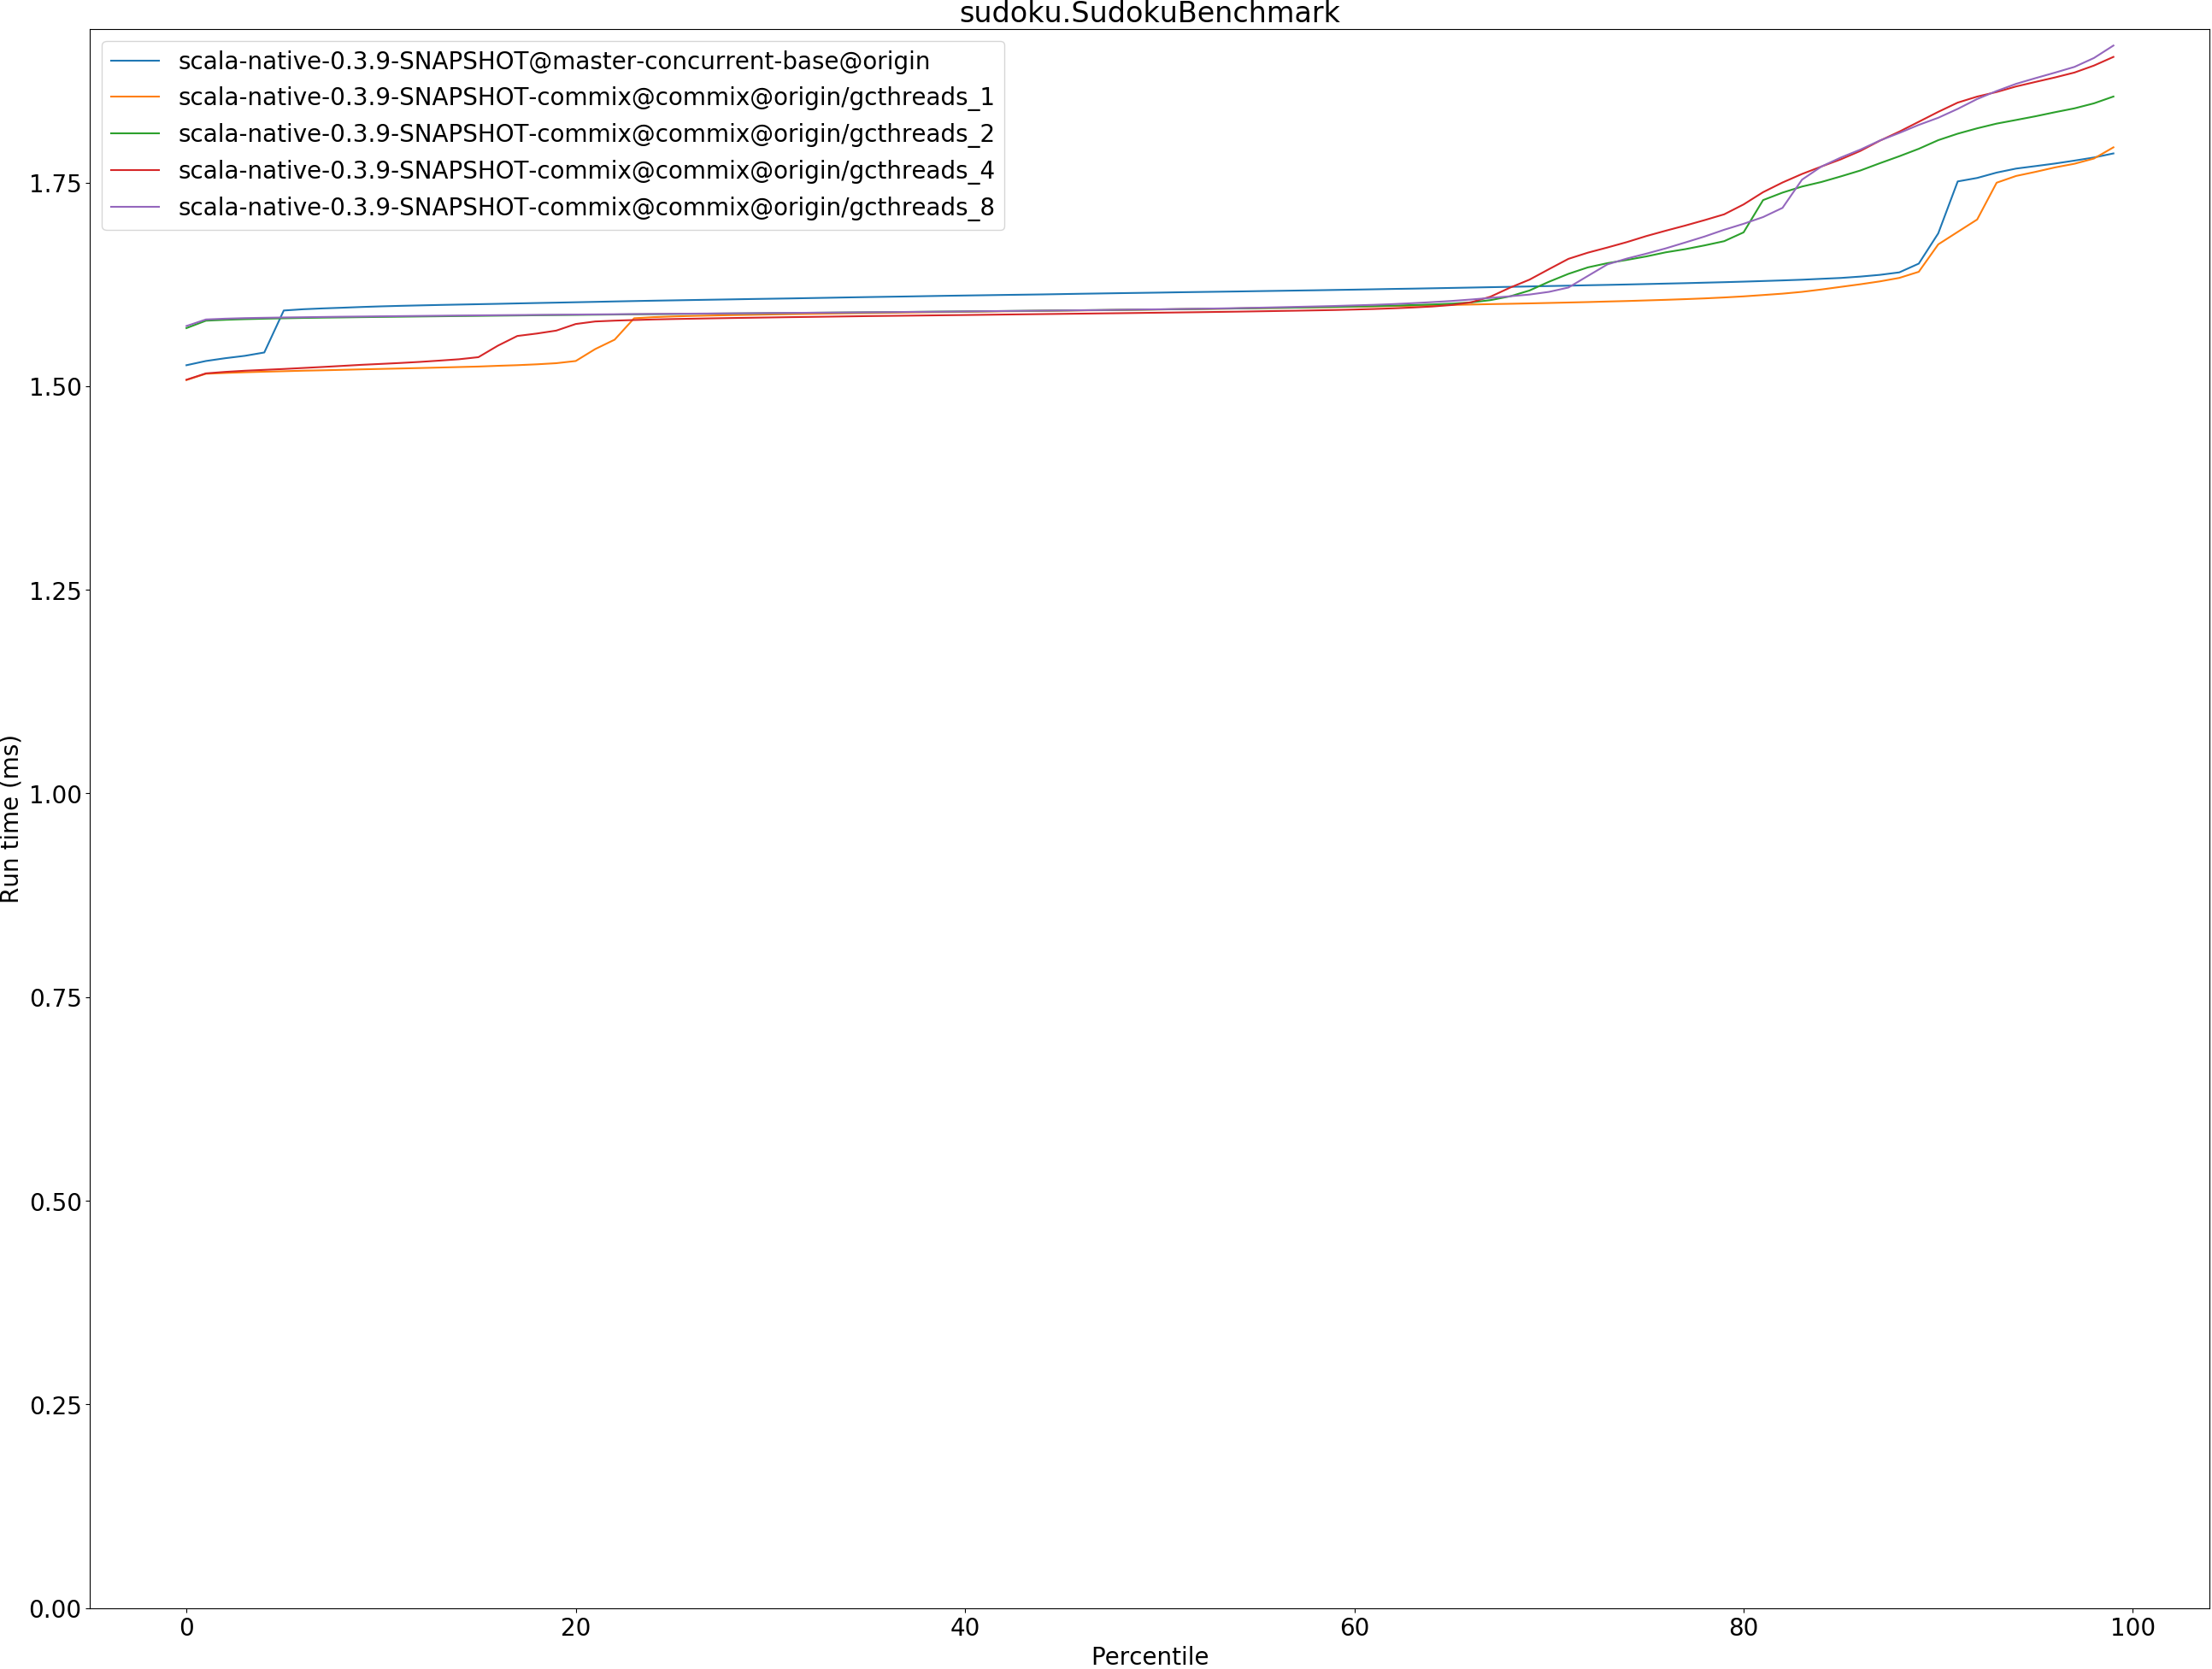 sudoku.SudokuBenchmark
scala-native-0.3.9-SNAPSHOT@master-concurrent-base@origin
scala-native-0.3.9-SNAPSHOT-commix@commix@origin/gcthreads_1
scala-native-0.3.9-SNAPSHOT-commix@commix@origin/gcthreads_2
scala-native-0.3.9-SNAPSHOT-commix@commix@origin/gcthreads_4
scala-native-0.3.9-SNAPSHOT-commix@commix@origin/gcthreads_8
Run time (ms)
1.75
1.50
1.25
1.00
0.75
0.50
0.25
0.00
0 20 40 60 80 100
Percentile